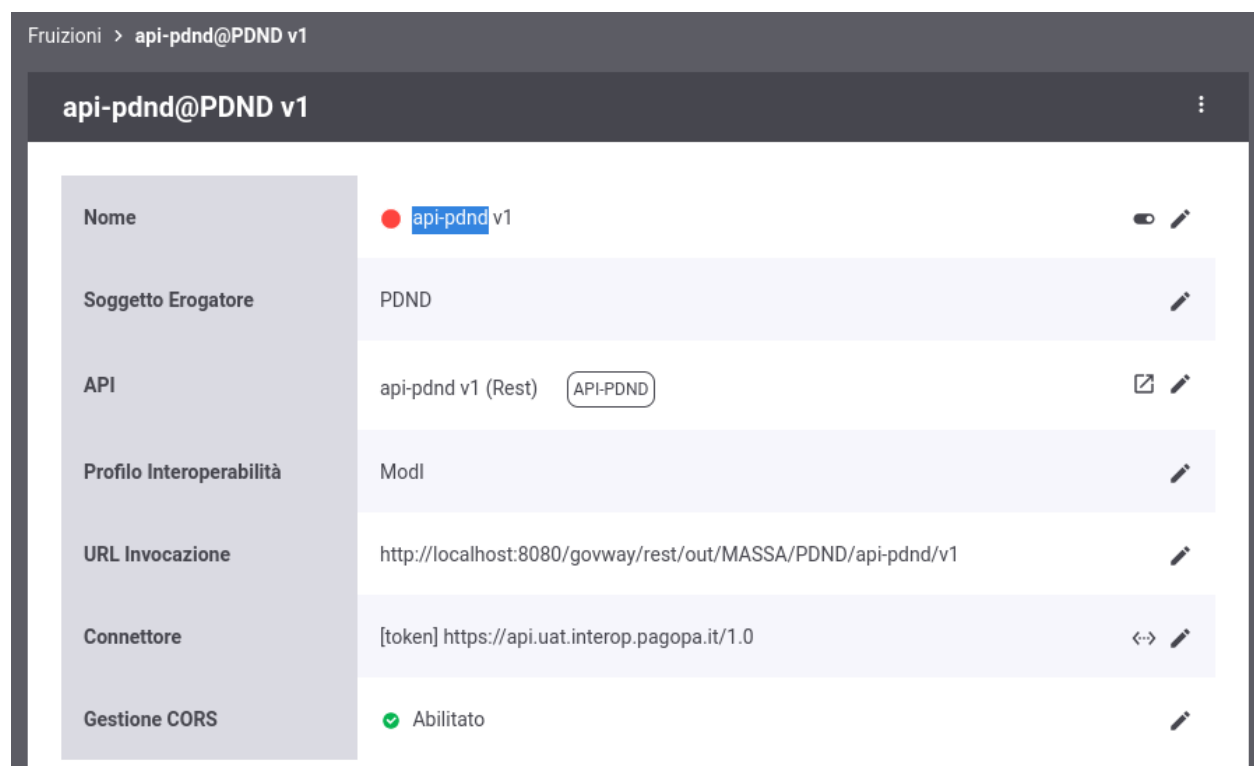 Fruizioni > api-pdnd@PDND v1
api-pdnd@PDND v1
Nome api-pdnd v1
Soggetto Erogatore PDND
API api-pdnd v1 (Rest) API-PDND
Profilo Interoperabilità ModI
URL Invocazione http://localhost:8080/govway/rest/out/MASSA/PDND/api-pdnd/v1
Connettore [token] https://api.uat.interop.pagopa.it/1.0
Gestione CORS Abilitato